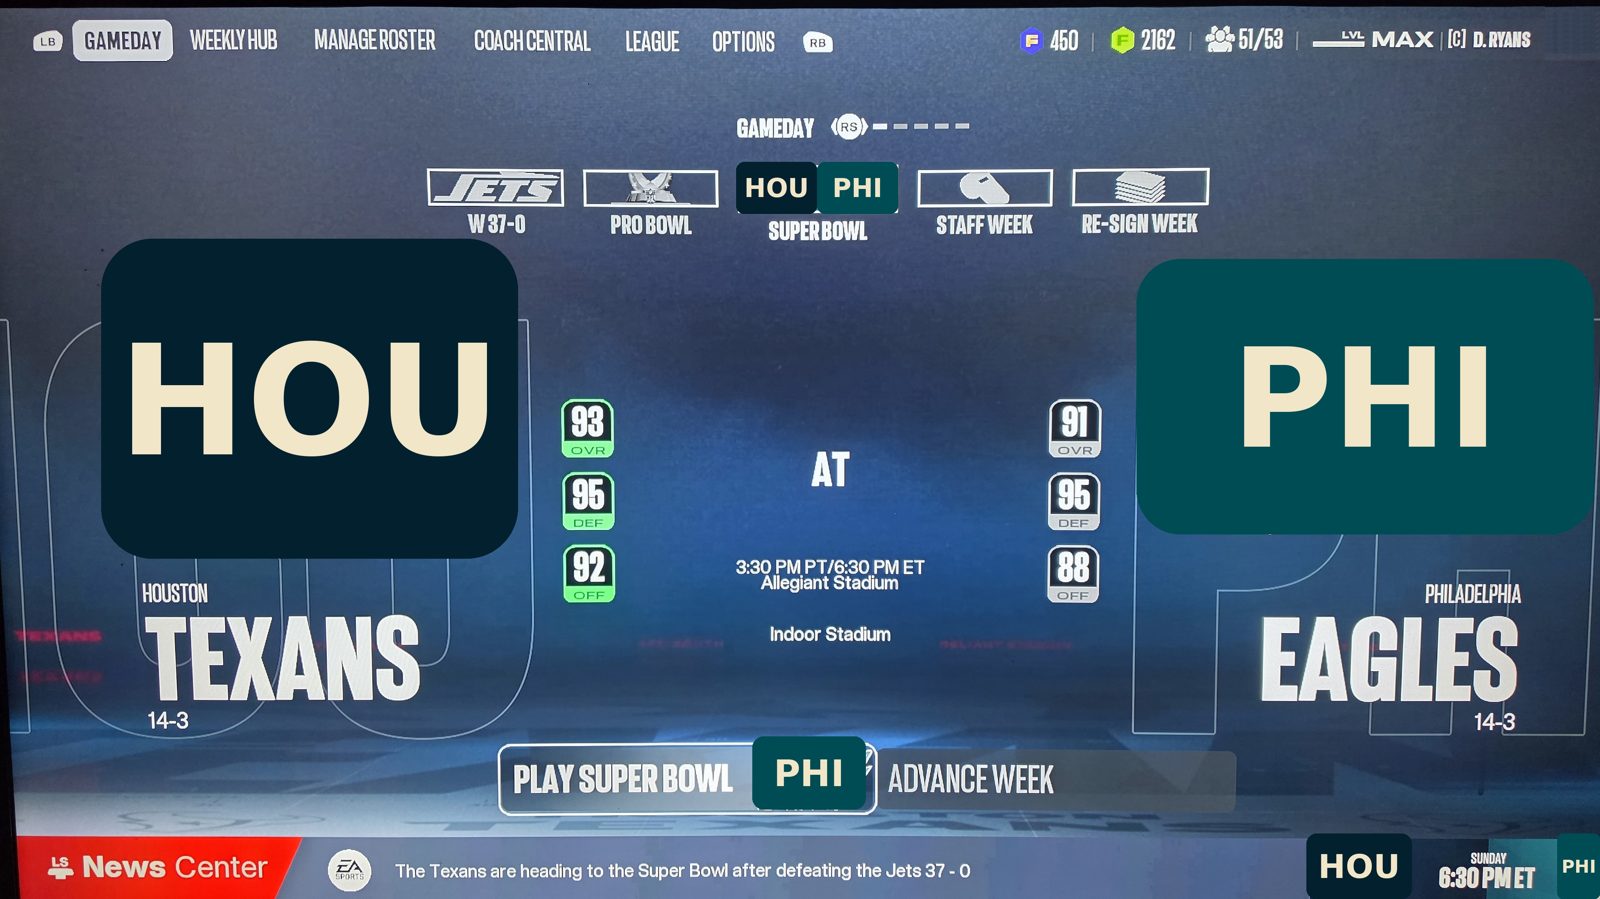 LB GAMEDAY WEEKLY HUB MANAGE ROSTER COACH CENTRAL LEAGUE OPTIONS RB F 450 F 2162 51/53 LVL MAX [C] D. RYANS
GAMEDAY RS
JETS HOU PHI
W 37-0 PRO BOWL SUPER BOWL STAFF WEEK RE-SIGN WEEK
HOU
PHI
93 OVR
95 DEF
92 OFF
AT
91 OVR
95 DEF
88 OFF
3:30 PM PT/6:30 PM ET
Allegiant Stadium
Indoor Stadium
HOUSTON
TEXANS
14-3
PHILADELPHIA
EAGLES
14-3
TEXANS
PLAY SUPER BOWL PHI ADVANCE WEEK
TEXANS
LS News Center EA SPORTS The Texans are heading to the Super Bowl after defeating the Jets 37 - 0
HOU SUNDAY 6:30 PM ET PHI